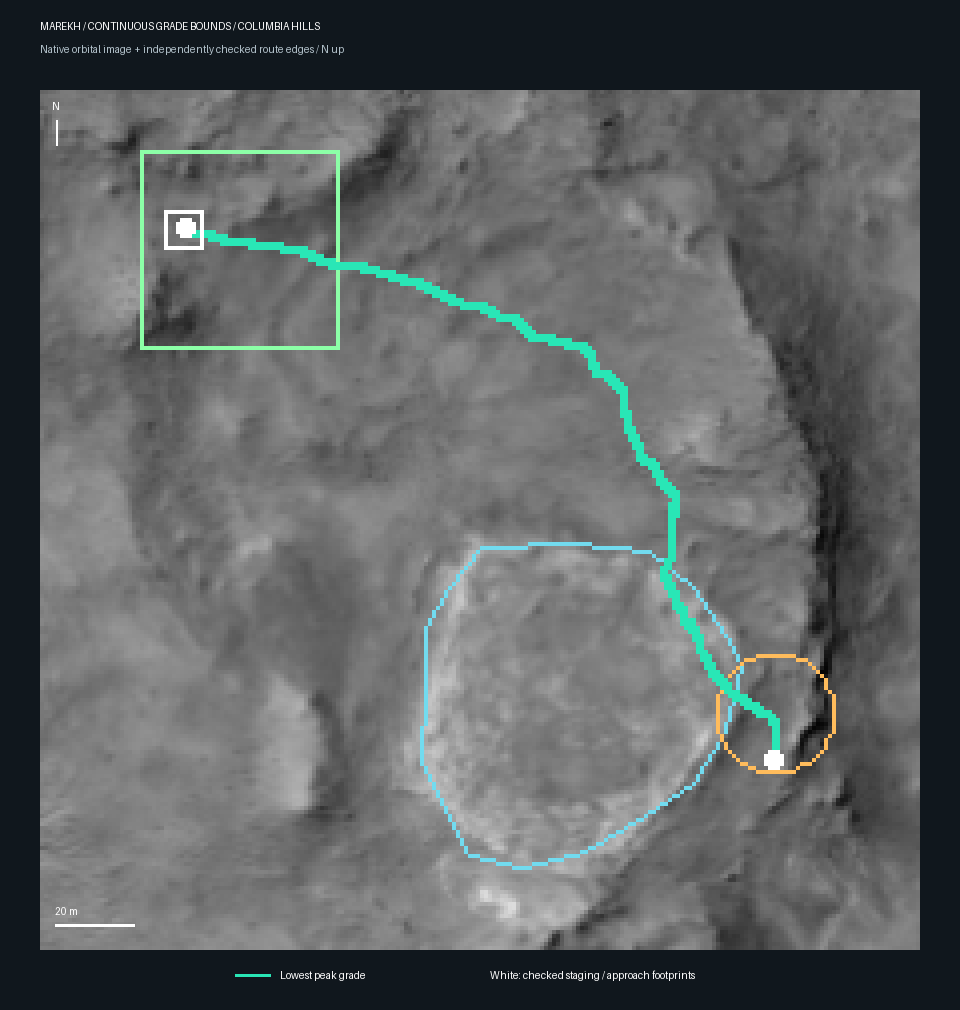 MAREKH / CONTINUOUS GRADE BOUNDS / COLUMBIA HILLS
Native orbital image + independently checked route edges / N up
N
20 m
Lowest peak grade
White: checked staging / approach footprints